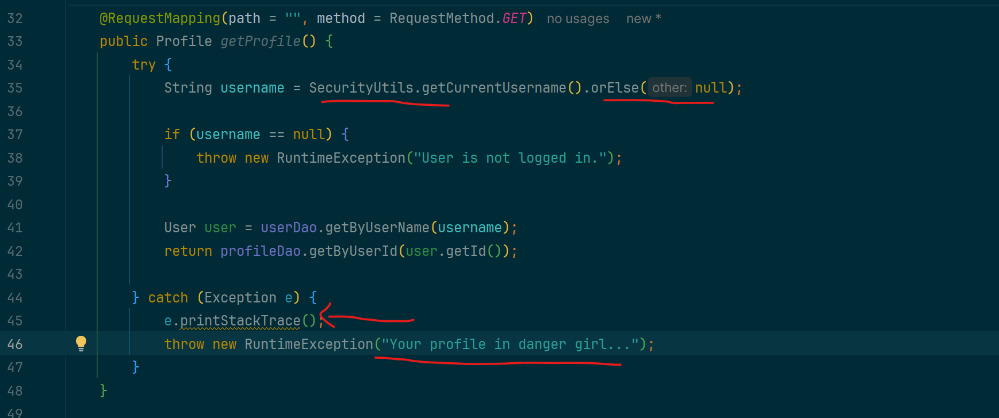 32 @RequestMapping(path = "", method = RequestMethod.GET) no usages new *
33 public Profile getProfile() {
34 try {
35 String username = SecurityUtils.getCurrentUsername().orElse( other: null);
36
37 if (username == null) {
38 throw new RuntimeException("User is not logged in.");
39 }
40
41 User user = userDao.getByUserName(username);
42 return profileDao.getByUserId(user.getId());
43
44 } catch (Exception e) {
45 e.printStackTrace();
46 throw new RuntimeException("Your profile in danger girl...");
47 }
48 }
49